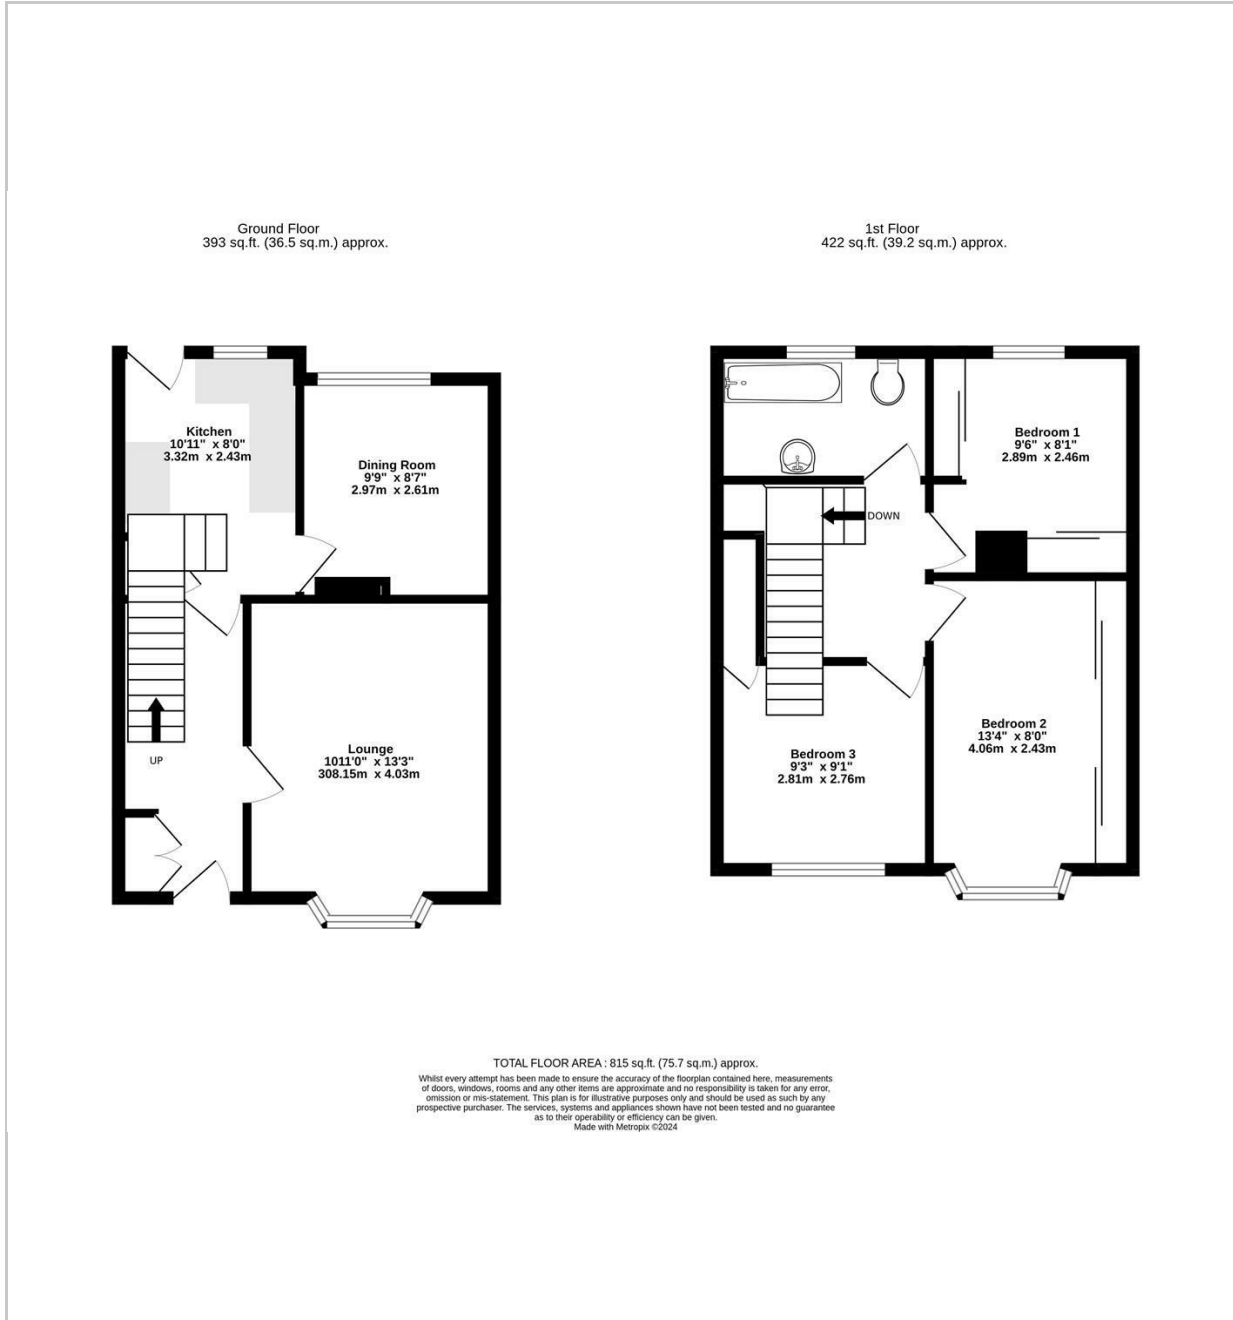 Ground Floor
393 sq.ft. (36.5 sq.m.) approx.
1st Floor
422 sq.ft. (39.2 sq.m.) approx.
Kitchen
10'11" x 8'0"
3.32m x 2.43m
Dining Room
9'9" x 8'7"
2.97m x 2.61m
UP
Lounge
1011'0" x 13'3"
308.15m x 4.03m
Bedroom 1
9'6" x 8'1"
2.89m x 2.46m
DOWN
Bedroom 2
13'4" x 8'0"
4.06m x 2.43m
Bedroom 3
9'3" x 9'1"
2.81m x 2.76m
TOTAL FLOOR AREA : 815 sq.ft. (75.7 sq.m.) approx.
Whilst every attempt has been made to ensure the accuracy of the floorplan contained here, measurements
of doors, windows, rooms and any other items are approximate and no responsibility is taken for any error,
omission or mis-statement. This plan is for illustrative purposes only and should be used as such by any
prospective purchaser. The services, systems and appliances shown have not been tested and no guarantee
as to their operability or efficiency can be given.
Made with Metropix ©2024